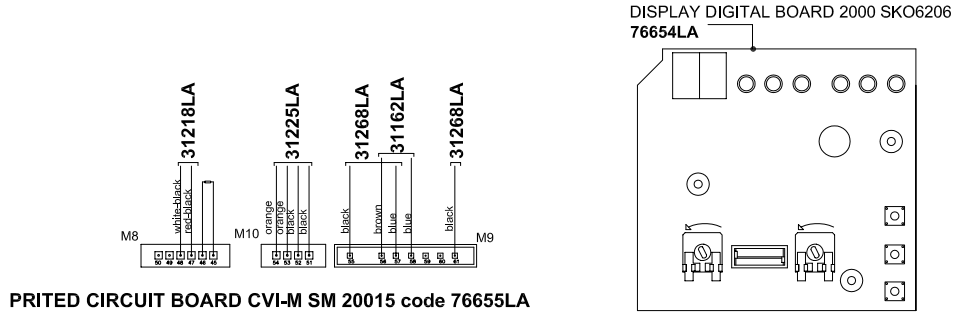 DISPLAY DIGITAL BOARD 2000 SKO6206
76654LA
31218LA
31225LA
31268LA
31162LA
31268LA
white-black
red-black
orange
orange
black
black
black
brown
blue
blue
black
M8
M10
M9
50 49 48 47 46 45
54 53 52 51
55 56 57 58 59 60 61
PRITED CIRCUIT BOARD CVI-M SM 20015 code 76655LA